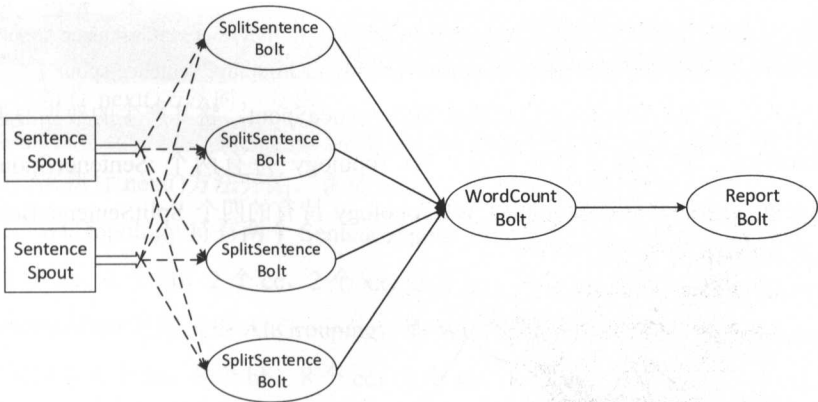 SplitSentence
Bolt
Sentence
Spout
SplitSentence
Bolt
WordCount
Bolt
Report
Bolt
Sentence
Spout
SplitSentence
Bolt
SplitSentence
Bolt